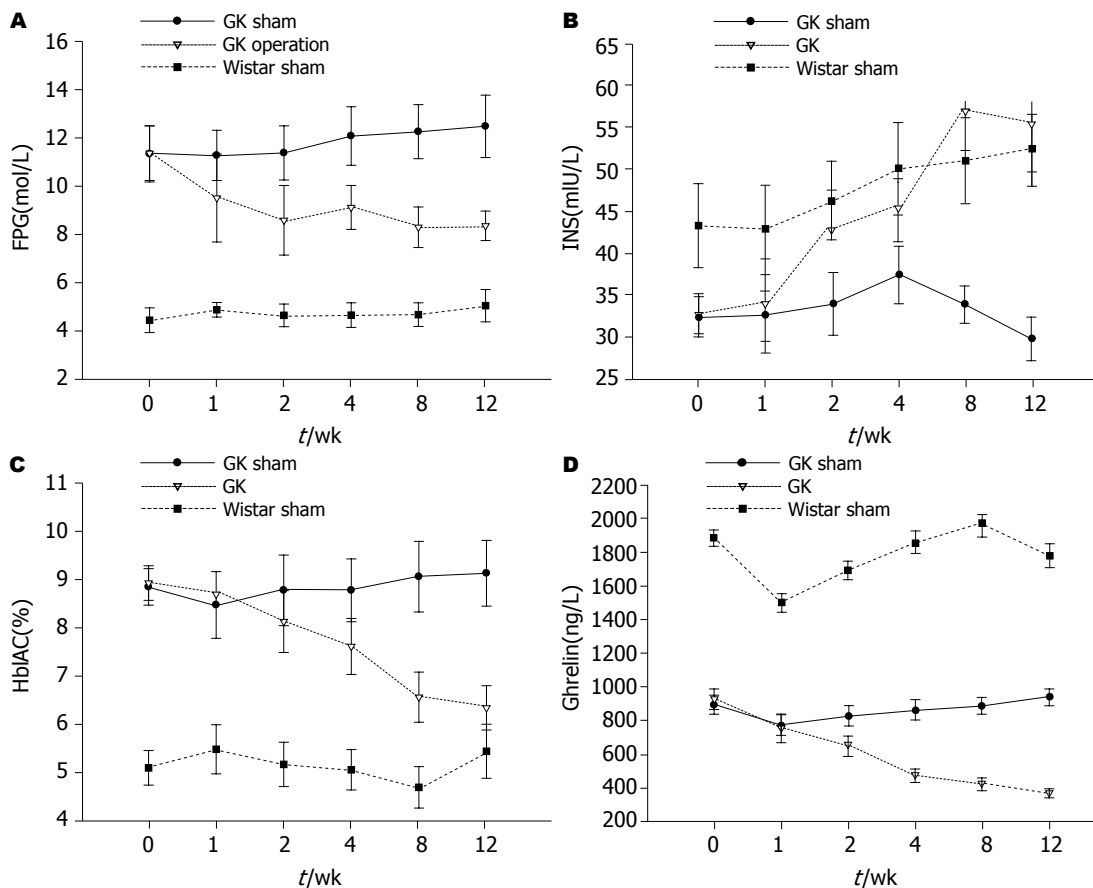 A
GK sham
GK operation
Wistar sham
16
14
12
10
8
6
4
2
FPG(mol/L)
0 1 2 4 8 12
t/wk
B
GK sham
GK
Wistar sham
65
60
55
50
43
40
35
30
25
INS(mIU/L)
0 1 2 4 8 12
t/wk
C
GK sham
GK
Wistar sham
11
10
9
8
7
6
5
4
HblAC(%)
0 1 2 4 8 12
t/wk
D
GK sham
GK
Wistar sham
2200
2000
1800
1600
1400
1200
1000
800
600
400
200
Ghrelin(ng/L)
0 1 2 4 8 12
t/wk